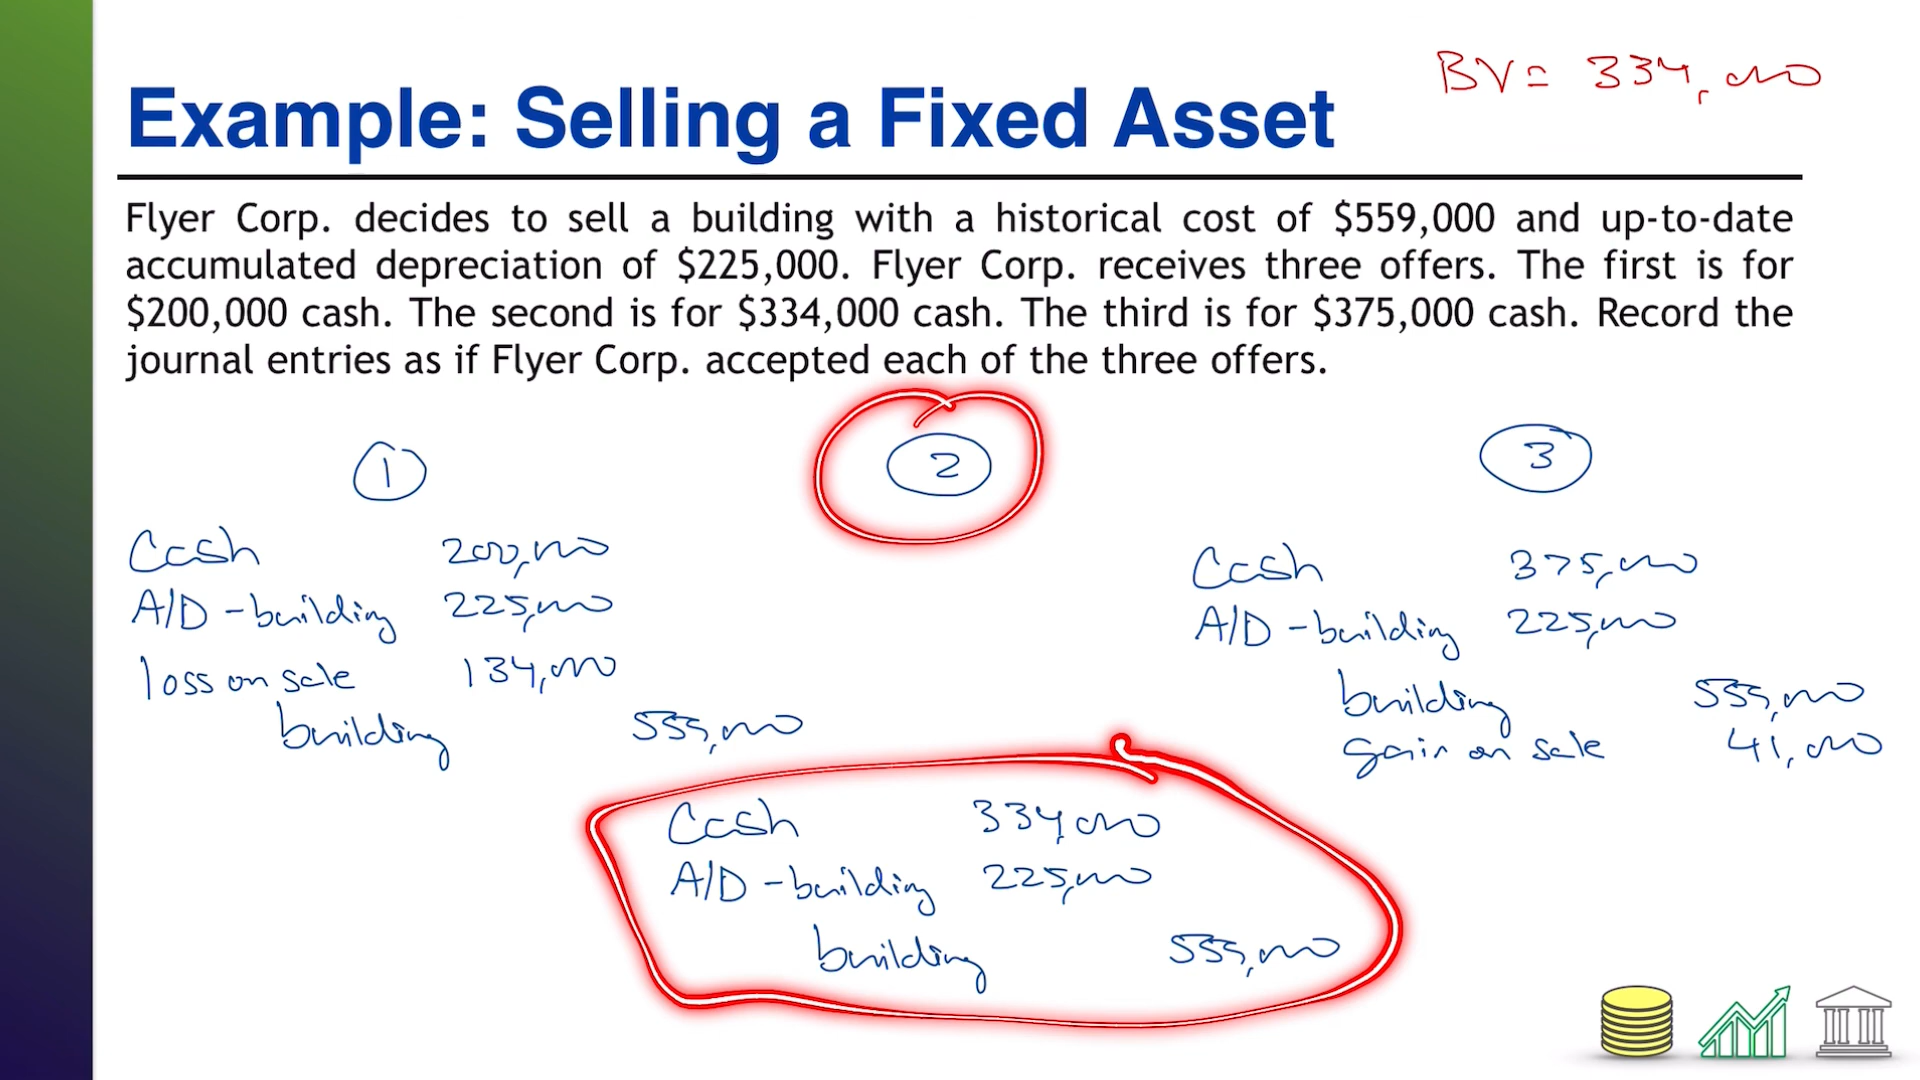 BV = 334,000
Example: Selling a Fixed Asset
Flyer Corp. decides to sell a building with a historical cost of $559,000 and up-to-date
accumulated depreciation of $225,000. Flyer Corp. receives three offers. The first is for
$200,000 cash. The second is for $334,000 cash. The third is for $375,000 cash. Record the
journal entries as if Flyer Corp. accepted each of the three offers.
1
Cash 200,000
A/D - building 225,000
loss on sale 134,000
building 559,000
2
Cash 334,000
A/D - building 225,000
building 559,000
3
Cash 375,000
A/D - building 225,000
building 559,000
gain on sale 41,000